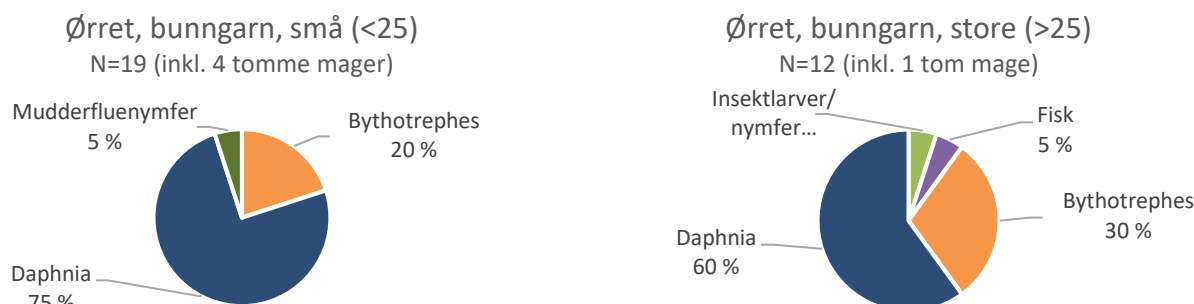 Ørret, bunngarn, små (<25)
N=19 (inkl. 4 tomme mager)
Mudderfluenymfer
5 %
Bythotrephes
20 %
Daphnia
75 %
Ørret, bunngarn, store (>25)
N=12 (inkl. 1 tom mage)
Insektlarver/
nymfer...
Fisk
5 %
Bythotrephes
30 %
Daphnia
60 %